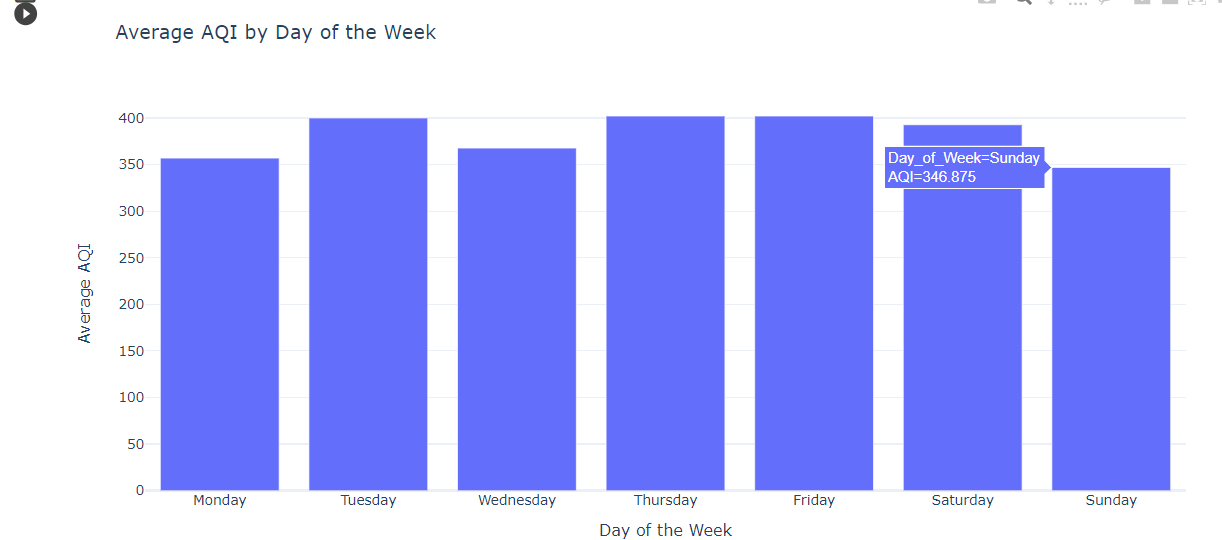 Average AQI by Day of the Week
400
350
300
250
200
150
100
50
0
Average AQI
Day_of_Week=Sunday
AQI=346.875
Monday Tuesday Wednesday Thursday Friday Saturday Sunday
Day of the Week